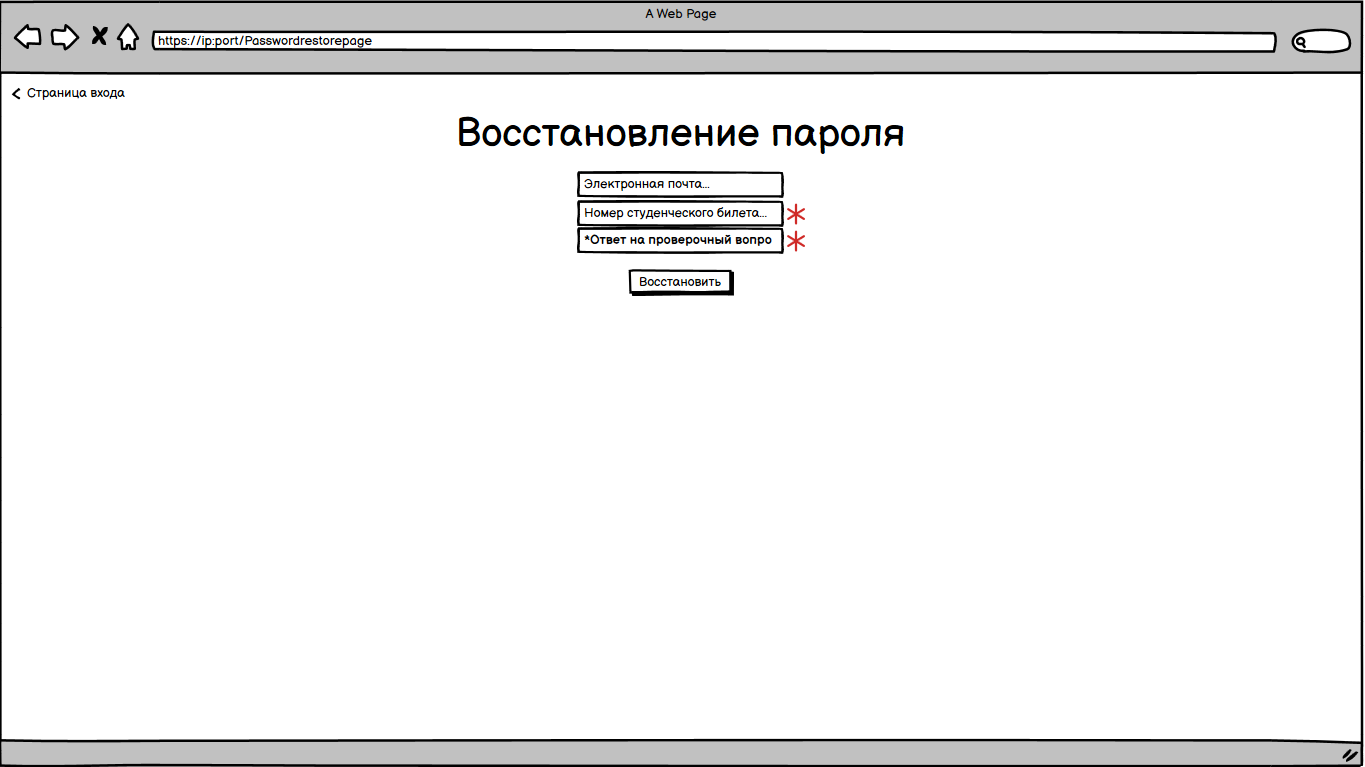 A Web Page
https://ip:port/Passwordrestorepage
Страница входа
Восстановление пароля
Электронная почта...
Номер студенческого билета...
*Ответ на проверочный вопро
Восстановить